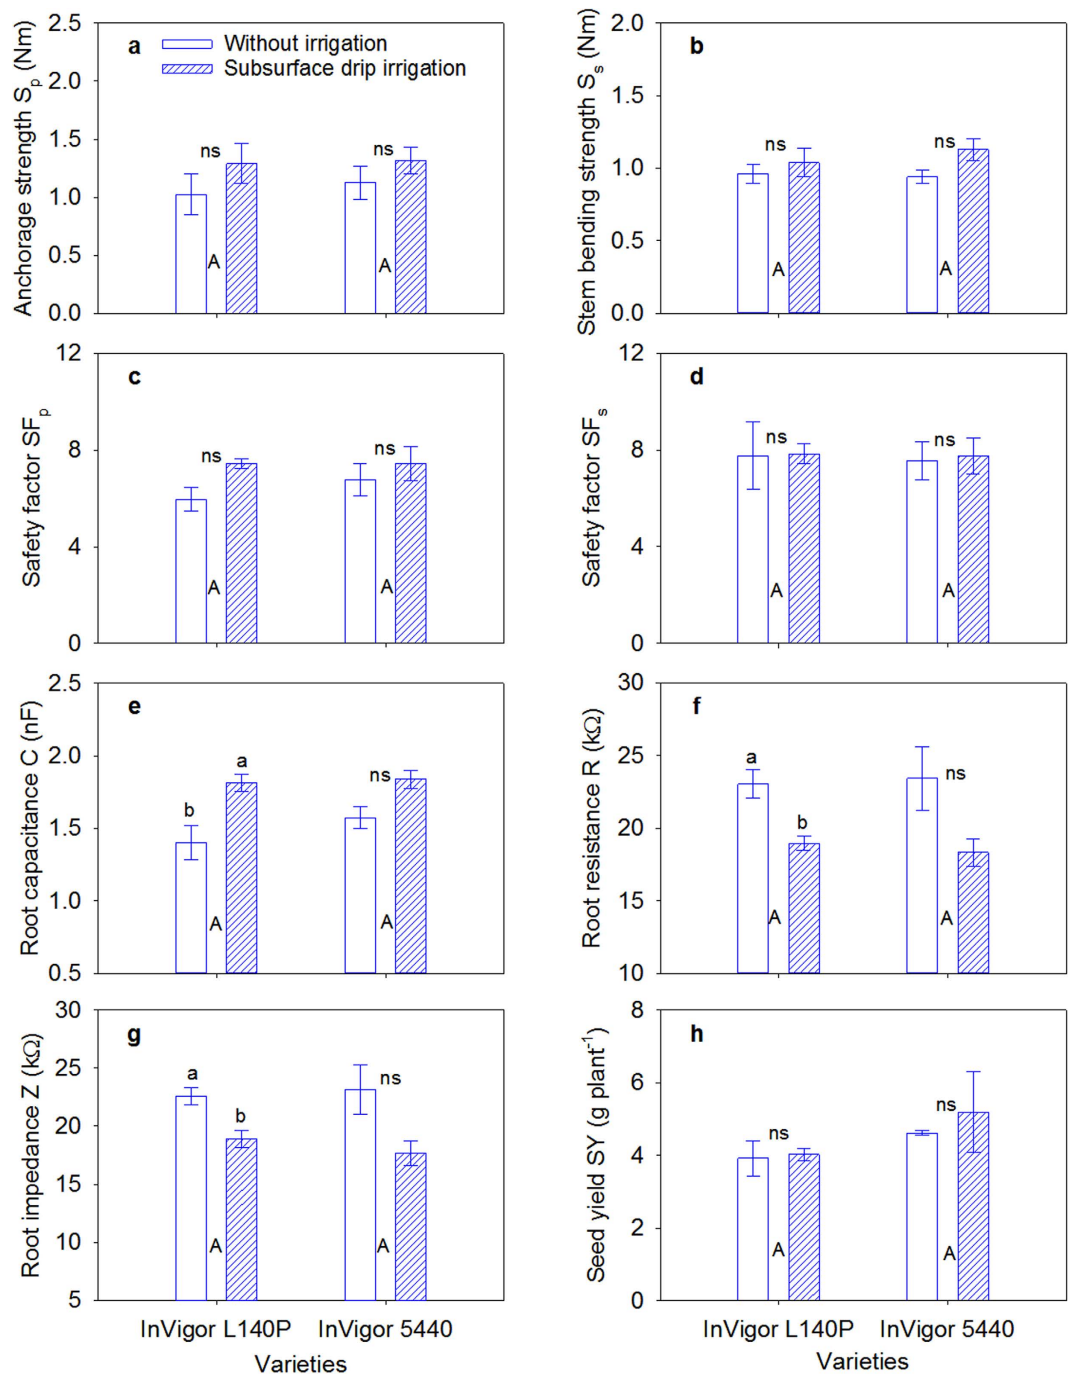 a
Without irrigation
Subsurface drip irrigation
Anchorage strength Sp (Nm)
2.5
2.0
1.5
1.0
0.5
0.0
ns
ns
A
A
b
Stem bending strength Ss (Nm)
2.0
1.5
1.0
0.5
0.0
ns
ns
A
A
c
Safety factor SFp
12
8
4
0
ns
ns
A
A
d
Safety factor SFs
12
8
4
0
ns
ns
A
A
e
Root capacitance C (nF)
2.5
2.0
1.5
1.0
0.5
b
a
ns
A
A
f
Root resistance R (kΩ)
30
25
20
15
10
a
b
ns
A
A
g
Root impedance Z (kΩ)
30
25
20
15
10
5
a
b
ns
A
A
InVigor L140P
InVigor 5440
Varieties
h
Seed yield SY (g plant⁻¹)
8
6
4
2
0
ns
ns
A
A
InVigor L140P
InVigor 5440
Varieties